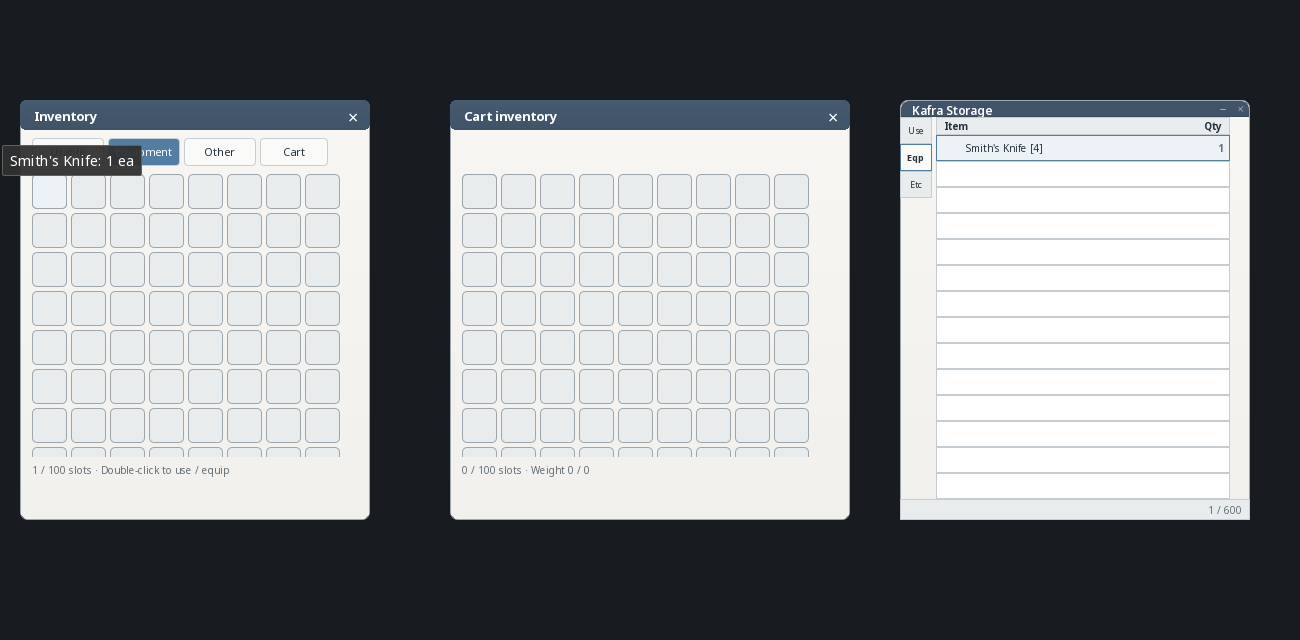 Inventory ×
Other Cart
Smith's Knife: 1 ea
1 / 100 slots · Double-click to use / equip
Cart inventory ×
0 / 100 slots · Weight 0 / 0
Kafra Storage − ×
Use
Eqp
Etc
Item Qty
Smith's Knife [4] 1
1 / 600